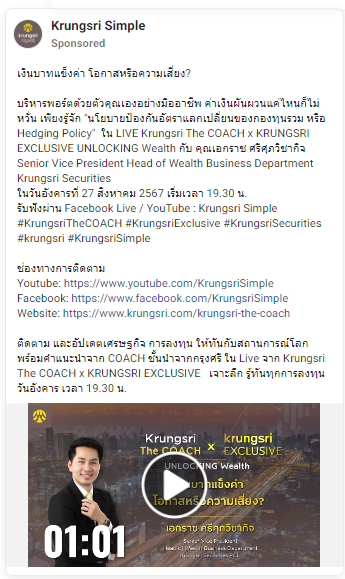 Krungsri Simple
Sponsored
เงินบาทแข็งค่า โอกาสหรือความเสี่ยง?
บริหารพอร์ตด้วยตัวคุณเองอย่างมืออาชีพ ค่าเงินผันผวนแค่ไหนก็ไม่
หวั่น เพียงรู้จัก "นโยบายป้องกันอัตราแลกเปลี่ยนของกองทุนรวม หรือ
Hedging Policy" ใน LIVE Krungsri The COACH x KRUNGSRI
EXCLUSIVE UNLOCKING Wealth กับ คุณเอกราช ศรีศุภวิชากิจ
Senior Vice President Head of Wealth Business Department
Krungsri Securities
ในวันอังคารที่ 27 สิงหาคม 2567 เริ่มเวลา 19.30 น.
รับฟังผ่าน Facebook Live / YouTube : Krungsri Simple
#KrungsriTheCOACH #KrungsriExclusive #KrungsriSecurities
#krungsri #KrungsriSimple
ช่องทางการติดตาม
Youtube: https://www.youtube.com/KrungsriSimple
Facebook: https://www.facebook.com/KrungsriSimple
Website: https://www.krungsri.com/krungsri-the-coach
ติดตาม และอัปเดตเศรษฐกิจ การลงทุน ให้ทันกับสถานการณ์โลก
พร้อมคำแนะนำจาก COACH ชั้นนำจากกรุงศรี ใน Live จาก Krungsri
The COACH x KRUNGSRI EXCLUSIVE เจาะลึก รู้ทันทุกการลงทุน
วันอังคาร เวลา 19.30 น.
Krungsri The COACH x krungsri EXCLUSIVE
UNLOCKING Wealth
บาทแข็งค่า
โอกาสหรือความเสี่ยง?
เอกราช ศรีศุภวิชากิจ
Senior Vice President
Head of Wealth Business Department
Krungsri Securities PCL.
01:01